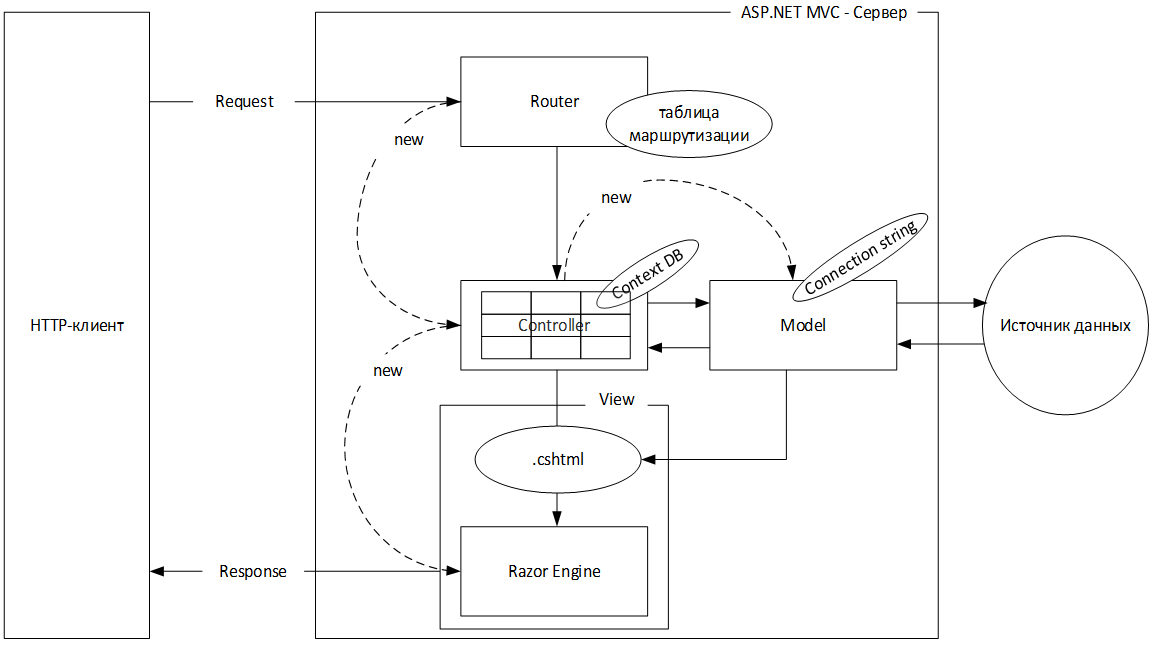 ASP.NET MVC - Сервер
Request
Router
таблица
маршрутизации
new
new
Context DB
Connection string
HTTP-клиент
Controller
Model
Источник данных
new
View
.cshtml
Response
Razor Engine